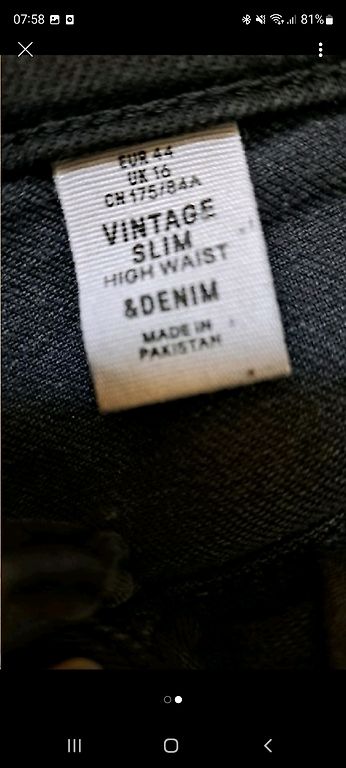 07:58
81%
EUR 44
UK 16
CH 175/84A
VINTAGE
SLIM
HIGH WAIST
&DENIM
MADE IN
PAKISTAN